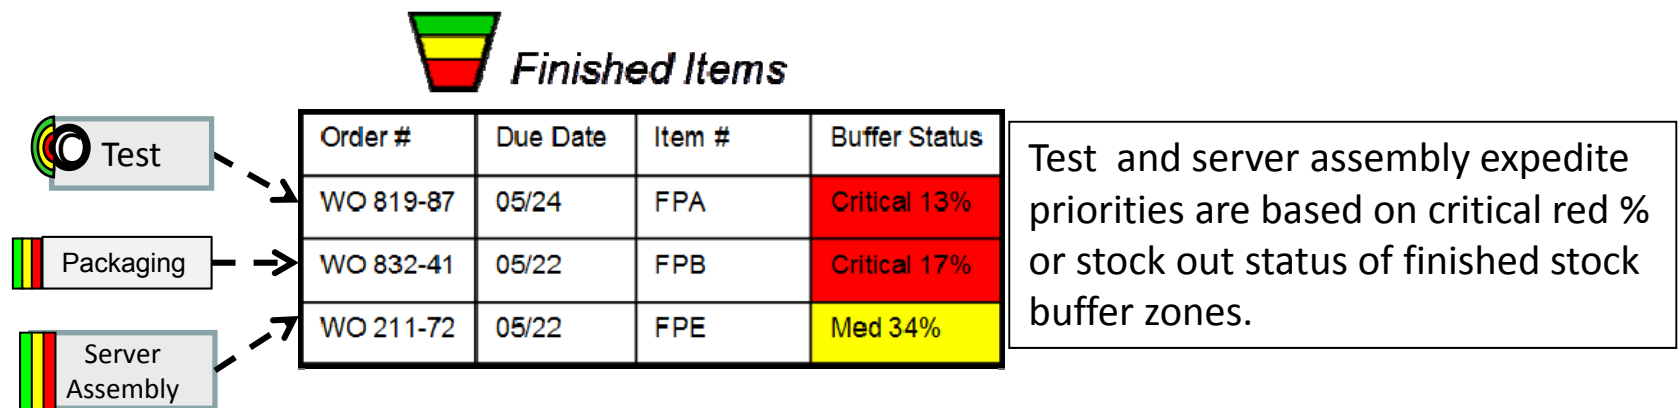 Finished Items
Test
Packaging
Server
Assembly
Order # Due Date Item # Buffer Status
WO 819-87 05/24 FPA Critical 13%
WO 832-41 05/22 FPB Critical 17%
WO 211-72 05/22 FPE Med 34%
Test and server assembly expedite
priorities are based on critical red %
or stock out status of finished stock
buffer zones.